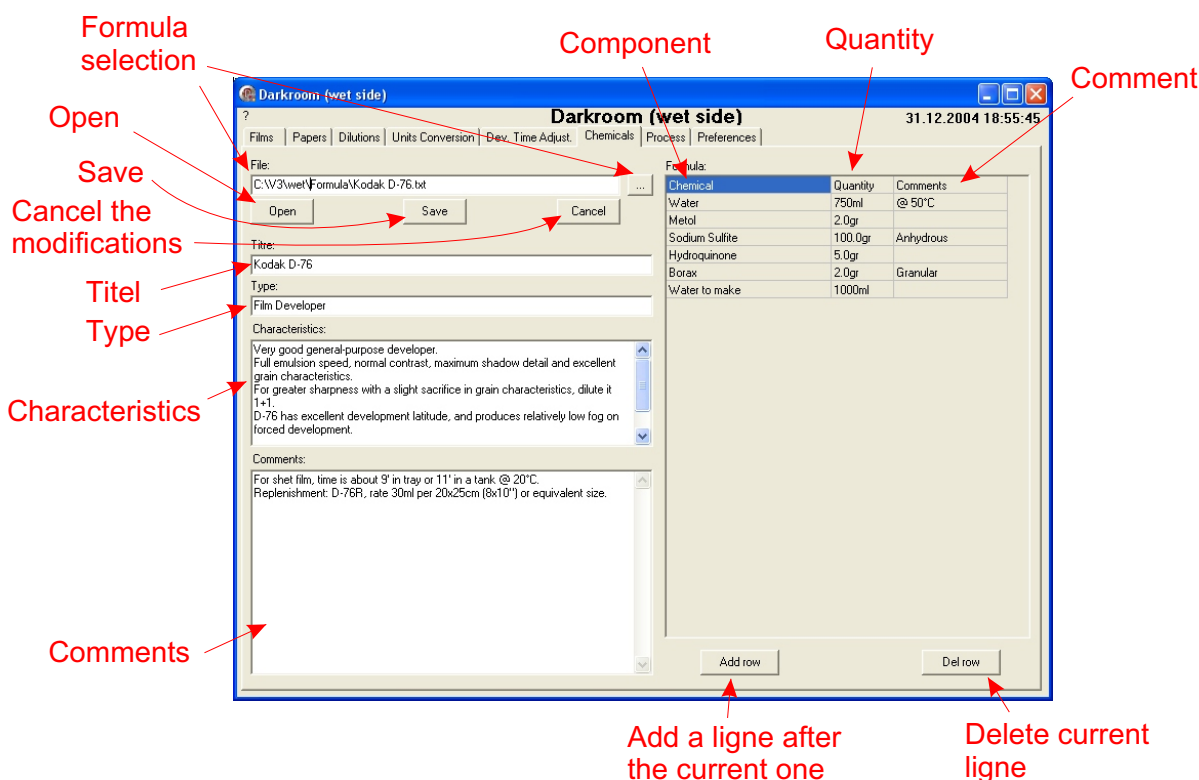 Formula
selection
Component
Quantity
Comment
Open
Save
Cancel the
modifications
Titel
Type
Characteristics
Comments
Darkroom (wet side)
?
Darkroom (wet side)
31.12.2004 18:55:45
Films Papers Dilutions Units Conversion Dev. Time Adjust. Chemicals Process Preferences
File:
C:\V3\wet\Formula\Kodak D-76.txt
...
Open Save Cancel
Titre:
Kodak D-76
Type:
Film Developer
Characteristics:
Very good general-purpose developer.
Full emulsion speed, normal contrast, maximum shadow detail and excellent
grain characteristics.
For greater sharpness with a slight sacrifice in grain characteristics, dilute it
1+1.
D-76 has excellent development latitude, and produces relatively low fog on
forced development.
Comments:
For shet film, time is about 9' in tray or 11' in a tank @ 20°C.
Replenishment: D-76R, rate 30ml per 20x25cm (8x10'') or equivalent size.
Formula:
Chemical Quantity Comments
Water 750ml @ 50°C
Metol 2.0gr
Sodium Sulfite 100.0gr Anhydrous
Hydroquinone 5.0gr
Borax 2.0gr Granular
Water to make 1000ml
Add row Del row
Add a ligne after
the current one
Delete current
ligne